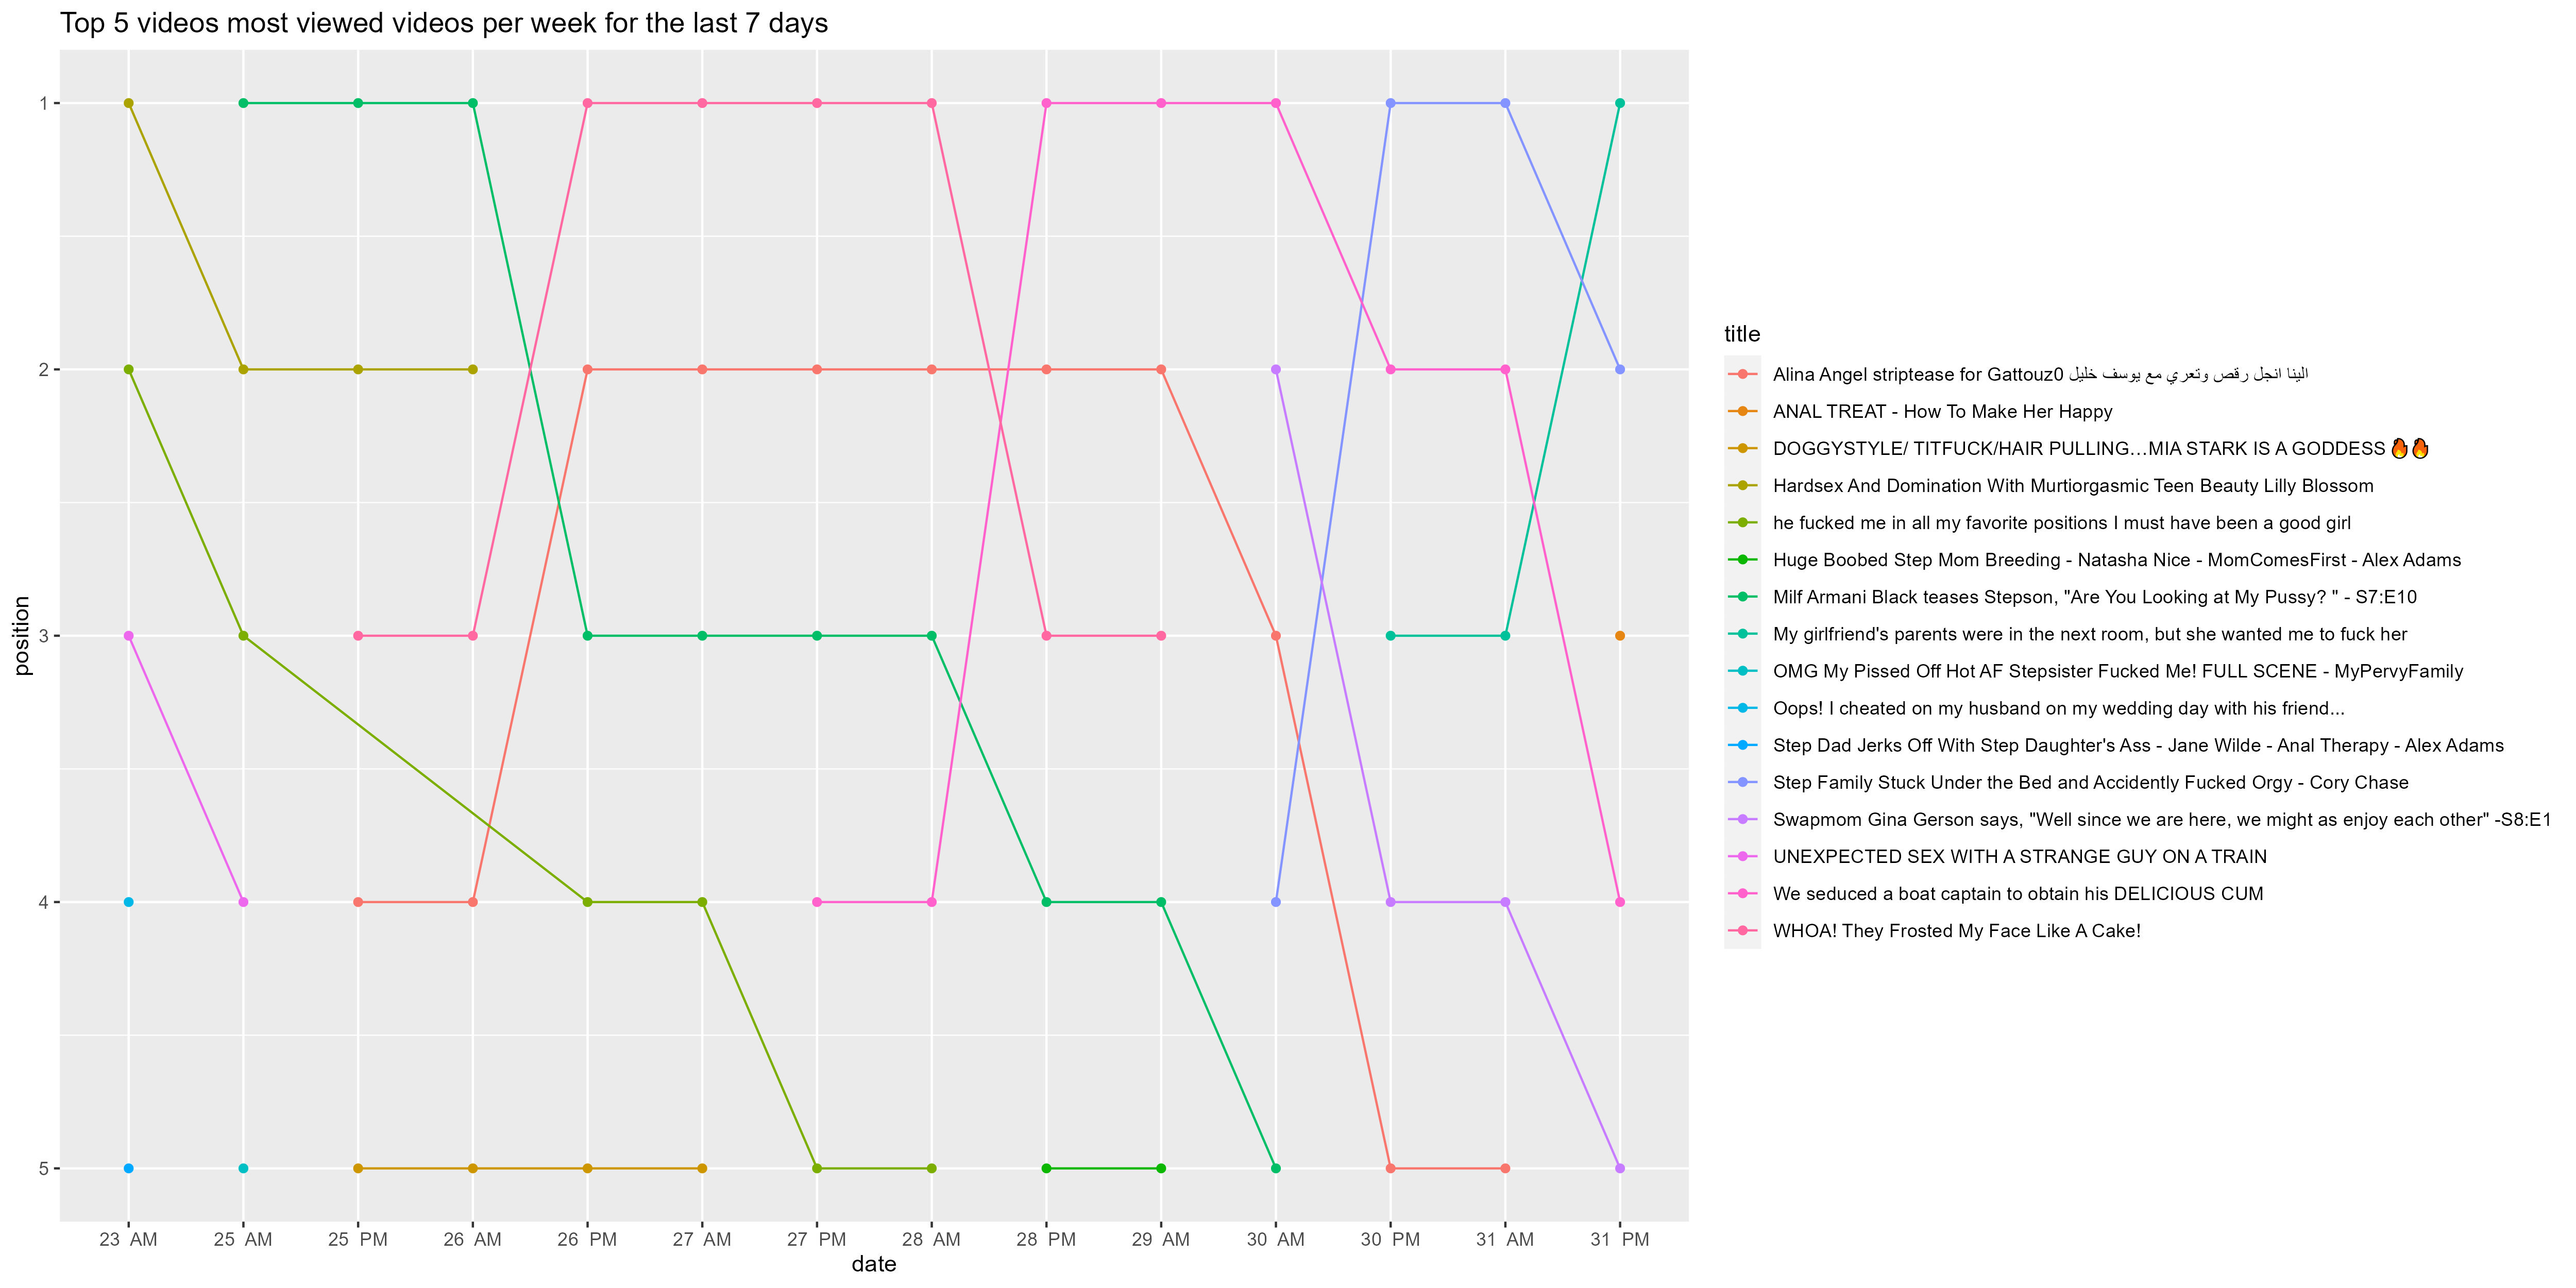 Top 5 videos most viewed videos per week for the last 7 days
position
1
2
3
4
5
23 AM
25 AM
25 PM
26 AM
26 PM
27 AM
27 PM
28 AM
28 PM
29 AM
30 AM
30 PM
31 AM
31 PM
date
title
Alina Angel striptease for Gattouz0 الينا انجل رقص وتعري مع يوسف خليل
ANAL TREAT - How To Make Her Happy
DOGGYSTYLE/ TITFUCK/HAIR PULLING…MIA STARK IS A GODDESS 🔥🔥
Hardsex And Domination With Murtiorgasmic Teen Beauty Lilly Blossom
he fucked me in all my favorite positions I must have been a good girl
Huge Boobed Step Mom Breeding - Natasha Nice - MomComesFirst - Alex Adams
Milf Armani Black teases Stepson, "Are You Looking at My Pussy? " - S7:E10
My girlfriend's parents were in the next room, but she wanted me to fuck her
OMG My Pissed Off Hot AF Stepsister Fucked Me! FULL SCENE - MyPervyFamily
Oops! I cheated on my husband on my wedding day with his friend...
Step Dad Jerks Off With Step Daughter's Ass - Jane Wilde - Anal Therapy - Alex Adams
Step Family Stuck Under the Bed and Accidently Fucked Orgy - Cory Chase
Swapmom Gina Gerson says, "Well since we are here, we might as enjoy each other" -S8:E1
UNEXPECTED SEX WITH A STRANGE GUY ON A TRAIN
We seduced a boat captain to obtain his DELICIOUS CUM
WHOA! They Frosted My Face Like A Cake!